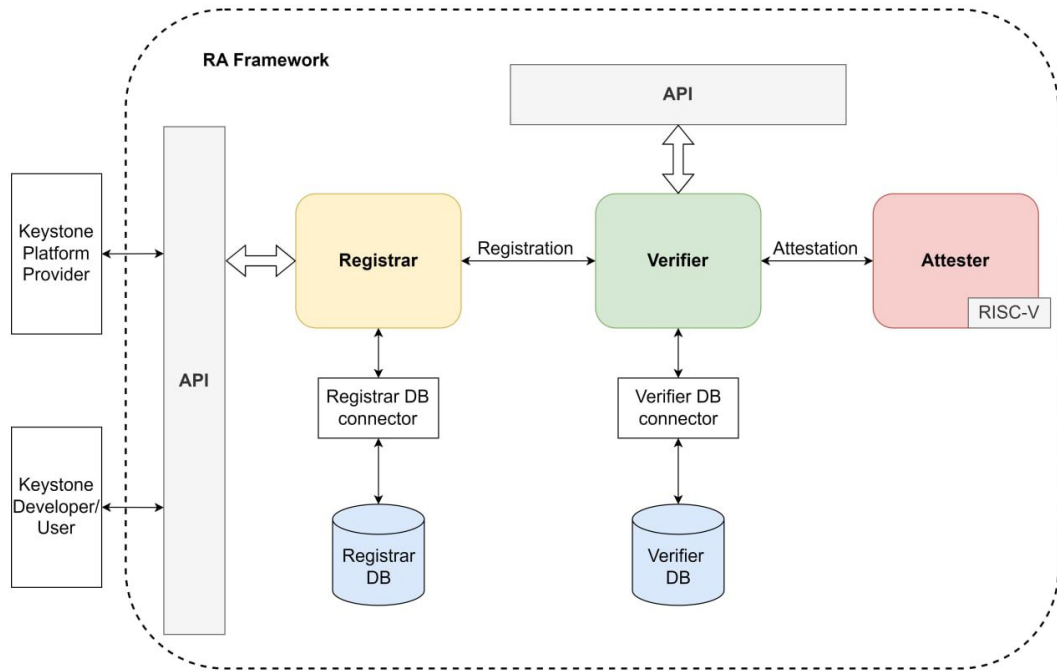 RA Framework
API
Keystone
Platform
Provider
Registrar
Registration
Verifier
Attestation
Attester
RISC-V
API
Registrar DB
connector
Verifier DB
connector
Keystone
Developer/
User
Registrar
DB
Verifier
DB